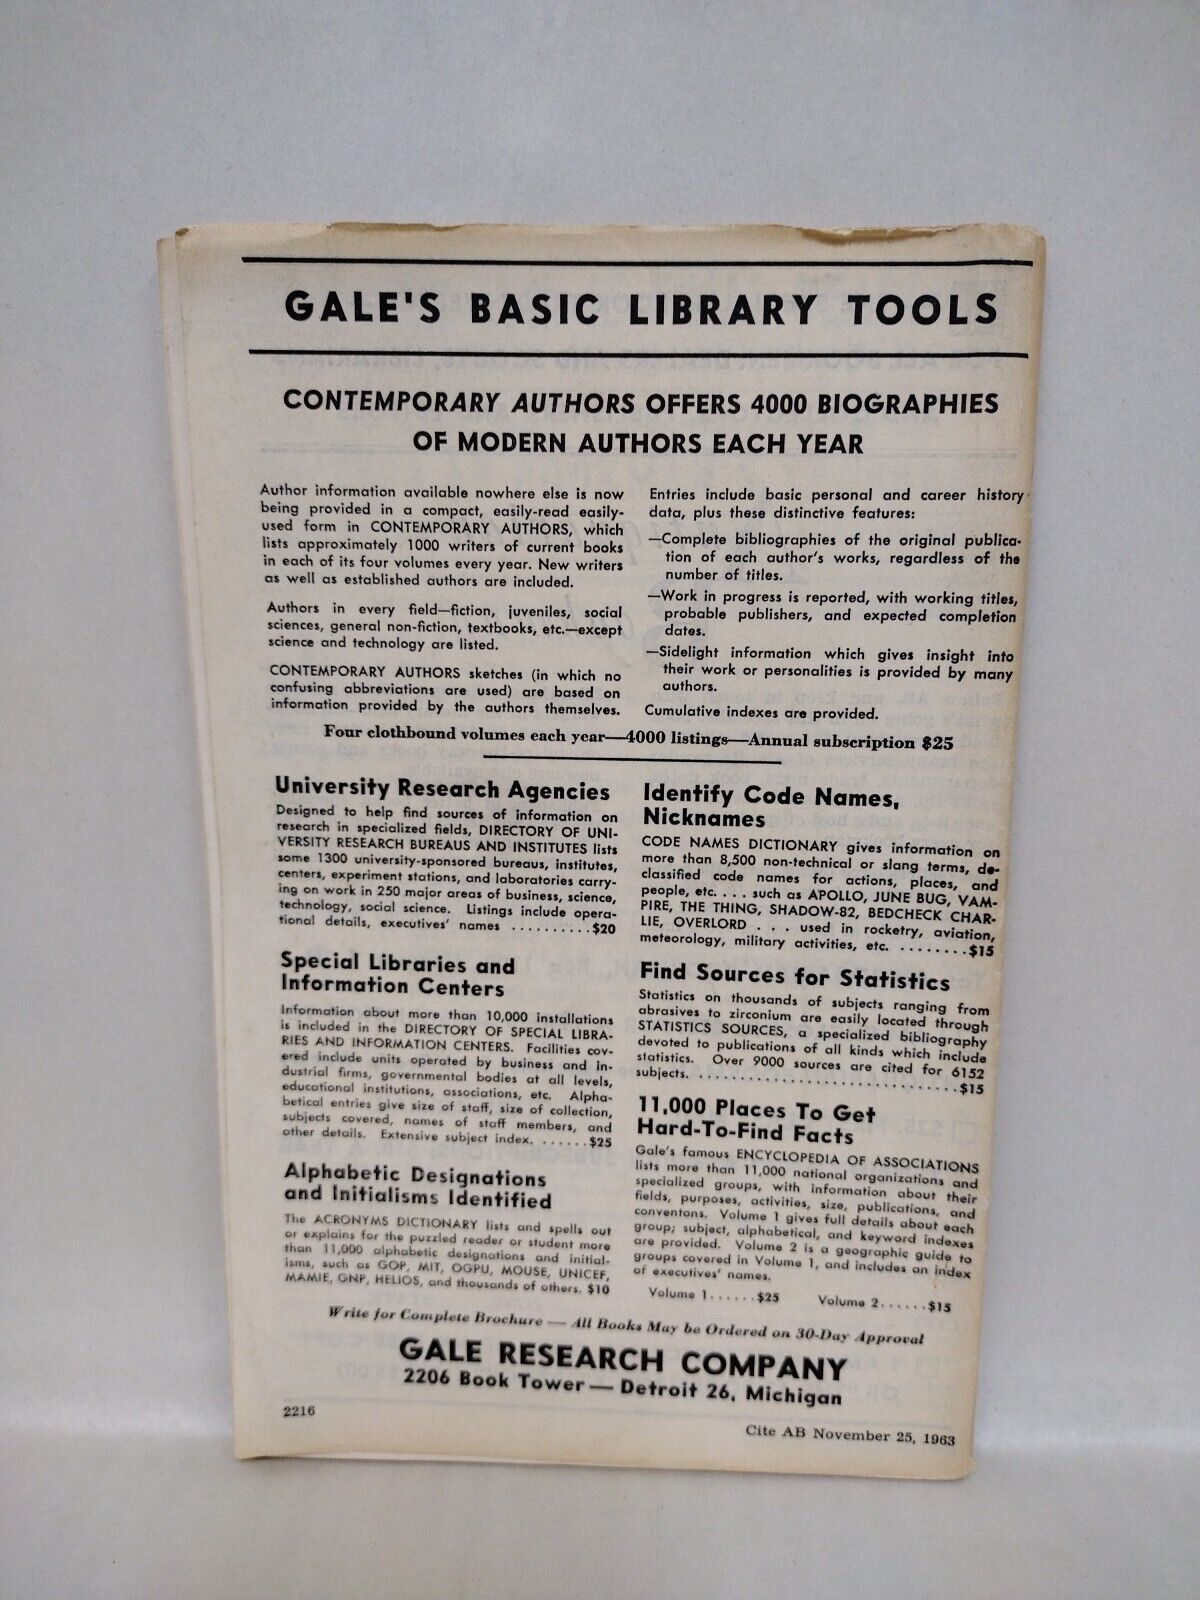 GALE'S BASIC LIBRARY TOOLS
CONTEMPORARY AUTHORS OFFERS 4000 BIOGRAPHIES
OF MODERN AUTHORS EACH YEAR
Author information available nowhere else is now
being provided in a compact, easily-read easily-
used form in CONTEMPORARY AUTHORS, which
lists approximately 1000 writers of current books
in each of its four volumes every year. New writers
as well as established authors are included.
Authors in every field—fiction, juveniles, social
sciences, general non-fiction, textbooks, etc.—except
science and technology are listed.
CONTEMPORARY AUTHORS sketches (in which no
confusing abbreviations are used) are based on
information provided by the authors themselves.
Entries include basic personal and career history
data, plus these distinctive features:
—Complete bibliographies of the original publica-
tion of each author's works, regardless of the
number of titles.
—Work in progress is reported, with working titles,
probable publishers, and expected completion
dates.
—Sidelight information which gives insight into
their work or personalities is provided by many
authors.
Cumulative indexes are provided.
Four clothbound volumes each year—4000 listings—Annual subscription $25
University Research Agencies
Designed to help find sources of information on
research in specialized fields, DIRECTORY OF UNI-
VERSITY RESEARCH BUREAUS AND INSTITUTES lists
some 1300 university-sponsored bureaus, institutes,
centers, experiment stations, and laboratories carry-
ing on work in 250 major areas of business, science,
technology, social science. Listings include opera-
tional details, executives' names ..........$20
Special Libraries and
Information Centers
Information about more than 10,000 installations
is included in the DIRECTORY OF SPECIAL LIBRA-
RIES AND INFORMATION CENTERS. Facilities cov-
ered include units operated by business and in-
dustrial firms, governmental bodies at all levels,
educational institutions, associations, etc. Alpha-
betical entries give size of staff, size of collection,
subjects covered, names of staff members, and
other details. Extensive subject index. .......$25
Alphabetic Designations
and Initialisms Identified
The ACRONYMS DICTIONARY lists and spells out
or explains for the puzzled reader or student more
than 11,000 alphabetic designations and initial-
isms, such as GOP, MIT, OGPU, MOUSE, UNICEF,
MAMIE, GNP, HELIOS, and thousands of others. $10
Identify Code Names,
Nicknames
CODE NAMES DICTIONARY gives information on
more than 8,500 non-technical or slang terms, de-
classified code names for actions, places, and
people, etc. . . . such as APOLLO, JUNE BUG, VAM-
PIRE, THE THING, SHADOW-82, BEDCHECK CHAR-
LIE, OVERLORD . . . used in rocketry, aviation,
meteorology, military activities, etc. ........$15
Find Sources for Statistics
Statistics on thousands of subjects ranging from
abrasives to zirconium are easily located through
STATISTICS SOURCES, a specialized bibliography
devoted to publications of all kinds which include
statistics. Over 9000 sources are cited for 6152
subjects. .............................$15
11,000 Places To Get
Hard-To-Find Facts
Gale's famous ENCYCLOPEDIA OF ASSOCIATIONS
lists more than 11,000 national organizations and
specialized groups, with information about their
fields, purposes, activities, size, publications, and
conventons. Volume 1 gives full details about each
group; subject, alphabetical, and keyword indexes
are provided. Volume 2 is a geographic guide to
groups covered in Volume 1, and includes an index
of executives' names.
Volume 1......$25 Volume 2......$15
Write for Complete Brochure — All Books May be Ordered on 30-Day Approval
GALE RESEARCH COMPANY
2206 Book Tower — Detroit 26, Michigan
2216
Cite AB November 25, 1963